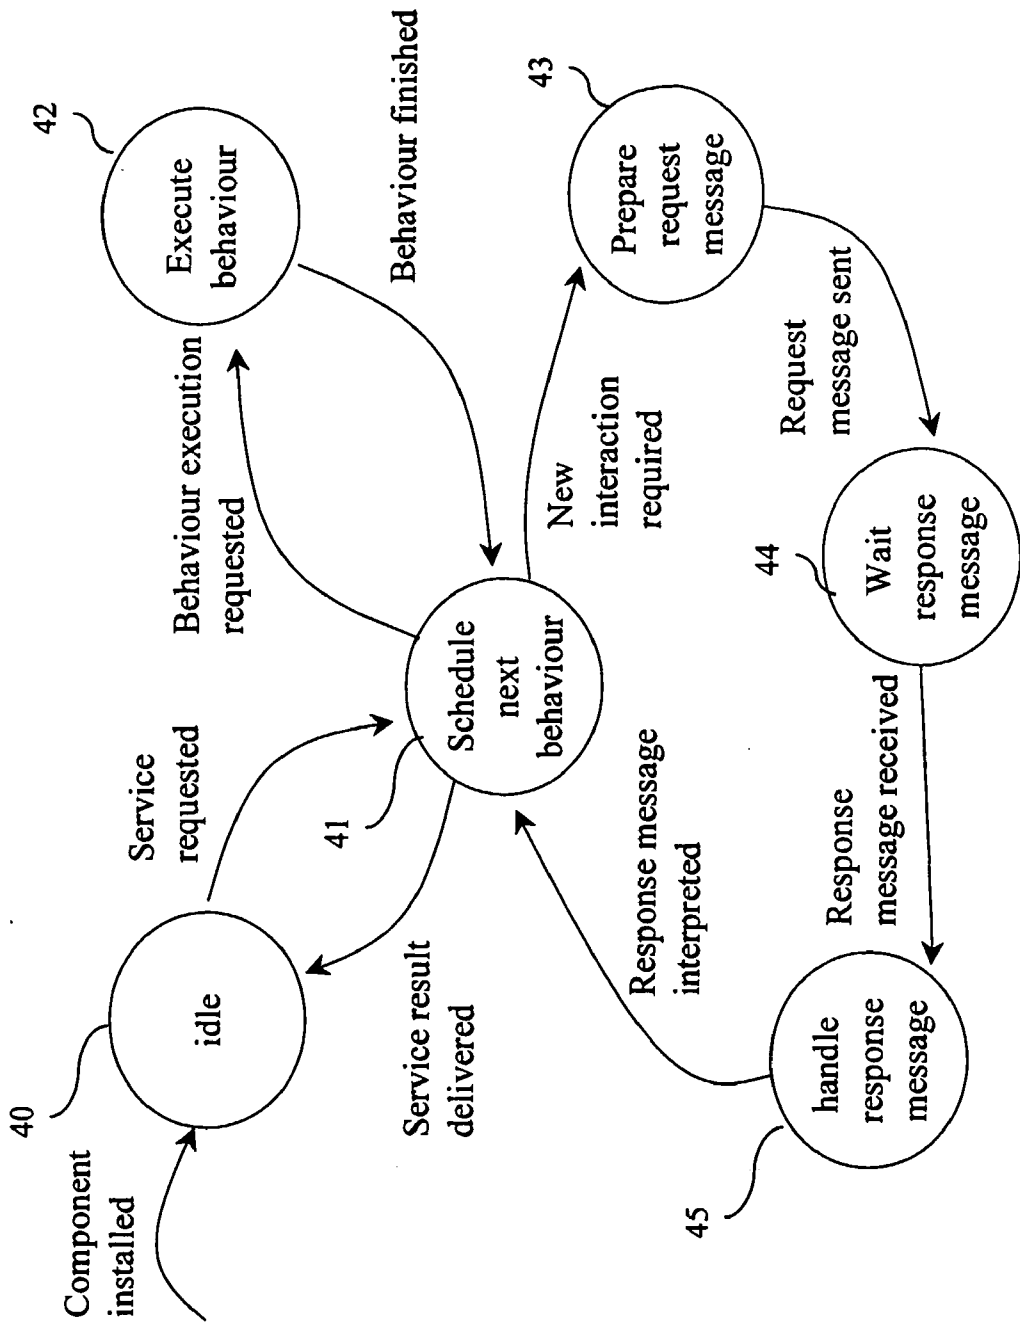 Component
installed
40
idle
Service
requested
Service result
delivered
41
Schedule
next
behaviour
Behaviour execution
requested
42
Execute
behaviour
Behaviour finished
New
interaction
required
43
Prepare
request
message
Request
message sent
44
Wait
response
message
Response
message received
45
handle
response
message
Response message
interpreted